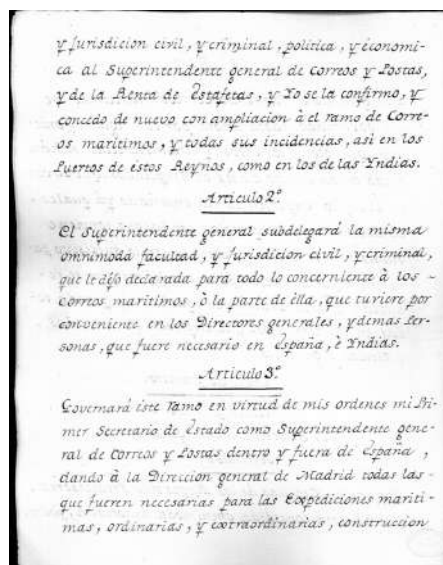 y Jurisdicion civil, y criminal, politica, y economi-
ca al Superintendente general de Correos y Postas,
y de la Renta de Estafetas, y Yo se la confirmo, y
concedo de nuevo con ampliacion à el ramo de Corre-
os maritimos, y todas sus incidencias, asi en los
Puertos de estos Reynos, como en los de las Yndias.
Articulo 2º.
El Superintendente general subdelegará la misma
omnimoda facultad, y Jurisdicion civil, y criminal,
que le dejo declarada para todo lo concerniente à los -
Correos maritimos, ò la parte de èlla, que tuviere por
conveniente en los Directores generales, y demas Per-
sonas, que fuere necesario en España, è Yndias.
Articulo 3º.
Governará èste Ramo en virtud de mis ordenes mi Pri-
mer Secretario de Estado como Superintendente gene-
ral de Correos y Postas dentro y fuera de España,
dando à la Direccion general de Madrid todas las -
que fueren necesarias para las Expediciones mariti-
mas, ordinarias, y extraordinarias, construccion